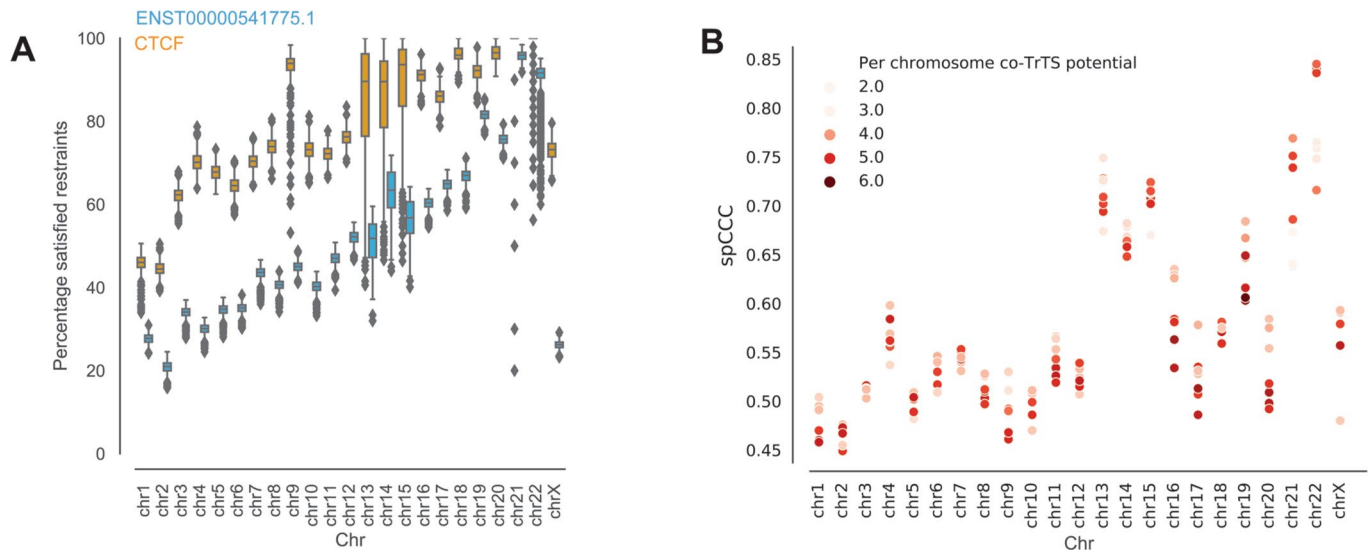 A
ENST00000541775.1
CTCF
Percentage satisfied restraints
100
80
60
40
20
0
chr1
chr2
chr3
chr4
chr5
chr6
chr7
chr8
chr9
chr10
chr11
chr12
chr13
chr14
chr15
chr16
chr17
chr18
chr19
chr20
chr21
chr22
chrX
Chr
B
Per chromosome co-TrTS potential
2.0
3.0
4.0
5.0
6.0
spCCC
0.85
0.80
0.75
0.70
0.65
0.60
0.55
0.50
0.45
chr1
chr2
chr3
chr4
chr5
chr6
chr7
chr8
chr9
chr10
chr11
chr12
chr13
chr14
chr15
chr16
chr17
chr18
chr19
chr20
chr21
chr22
chrX
Chr